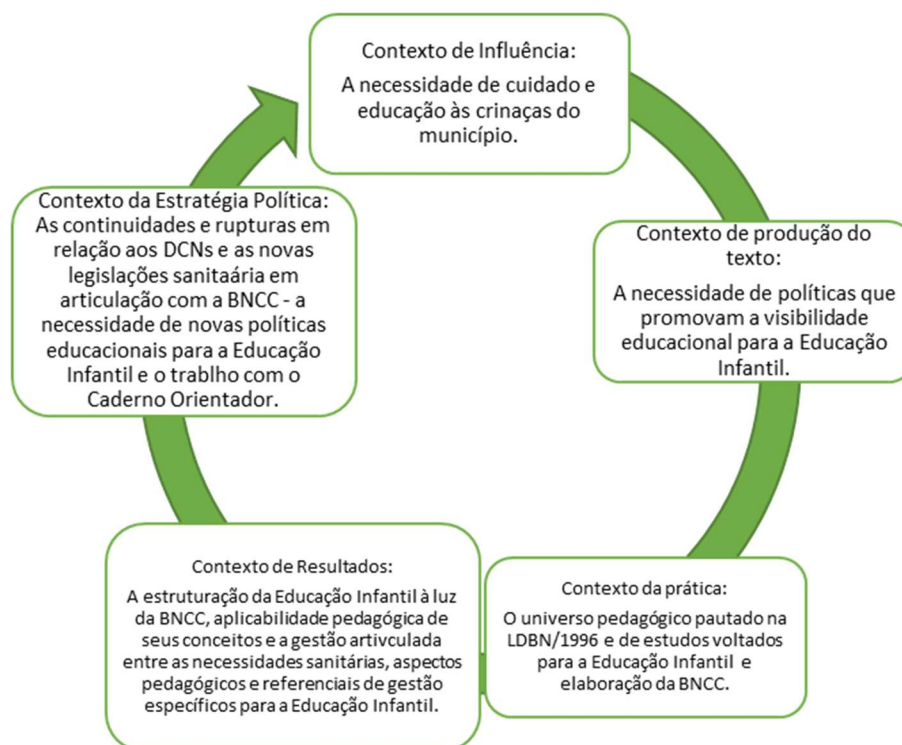 Contexto de Influência:
A necessidade de cuidado e
educação às crinaças do
município.
Contexto de produção do
texto:
A necessidade de políticas que
promovam a visibilidade
educacional para a Educação
Infantil.
Contexto da prática:
O universo pedagógico pautado na
LDBN/1996 e de estudos voltados
para a Educação Infantil e
elaboração da BNCC.
Contexto de Resultados:
A estruturação da Educação Infantil à luz
da BNCC, aplicabilidade pedagógica de
seus conceitos e a gestão artivculada
entre as necessidades sanitárias, aspectos
pedagógicos e referenciais de gestão
específicos para a Educação Infantil.
Contexto da Estratégia Política:
As continuidades e rupturas em
relação aos DCNs e as novas
legislações sanitaária em
articulação com a BNCC - a
necessidade de novas políticas
educacionais para a Educação
Infantil e o trablho com o
Caderno Orientador.